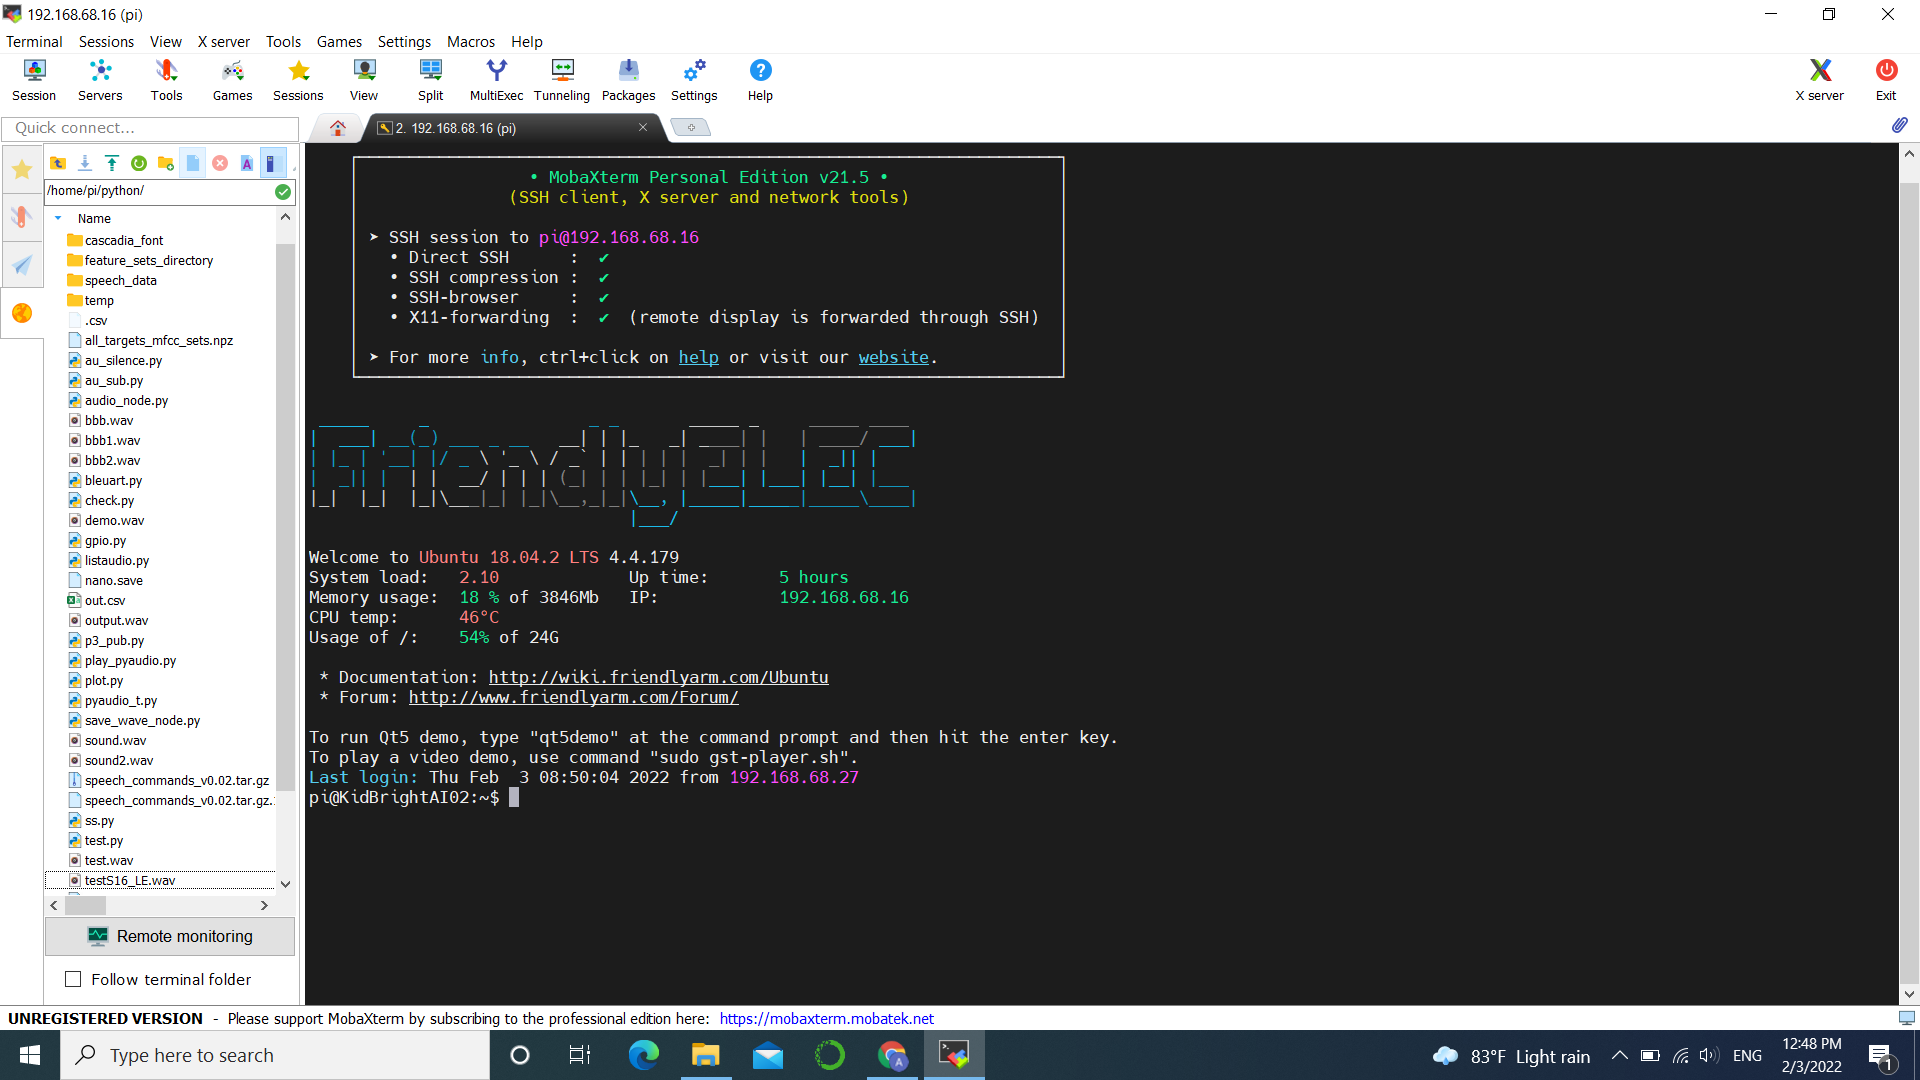 192.168.68.16 (pi)
Terminal Sessions View X server Tools Games Settings Macros Help
Session Servers Tools Games Sessions View Split MultiExec Tunneling Packages Settings Help X server Exit
Quick connect...
2. 192.168.68.16 (pi)
/home/pi/python/
Name
cascadia_font
feature_sets_directory
speech_data
temp
.csv
all_targets_mfcc_sets.npz
au_silence.py
au_sub.py
audio_node.py
bbb.wav
bbb1.wav
bbb2.wav
bleuart.py
check.py
demo.wav
gpio.py
listaudio.py
nano.save
out.csv
output.wav
p3_pub.py
play_pyaudio.py
plot.py
pyaudio_t.py
save_wave_node.py
sound.wav
sound2.wav
speech_commands_v0.02.tar.gz
speech_commands_v0.02.tar.gz.
ss.py
test.py
test.wav
testS16_LE.wav
Remote monitoring
Follow terminal folder
• MobaXterm Personal Edition v21.5 •
(SSH client, X server and network tools)
➤ SSH session to pi@192.168.68.16
• Direct SSH : ✔
• SSH compression : ✔
• SSH-browser : ✔
• X11-forwarding : ✔ (remote display is forwarded through SSH)
➤ For more info, ctrl+click on help or visit our website.
FriendlyELEC
Welcome to Ubuntu 18.04.2 LTS 4.4.179
System load: 2.10 Up time: 5 hours
Memory usage: 18 % of 3846Mb IP: 192.168.68.16
CPU temp: 46°C
Usage of /: 54% of 24G
* Documentation: http://wiki.friendlyarm.com/Ubuntu
* Forum: http://www.friendlyarm.com/Forum/
To run Qt5 demo, type "qt5demo" at the command prompt and then hit the enter key.
To play a video demo, use command "sudo gst-player.sh".
Last login: Thu Feb  3 08:50:04 2022 from 192.168.68.27
pi@KidBrightAI02:~$
UNREGISTERED VERSION - Please support MobaXterm by subscribing to the professional edition here: https://mobaxterm.mobatek.net
Type here to search
83°F Light rain
ENG
12:48 PM
2/3/2022
1